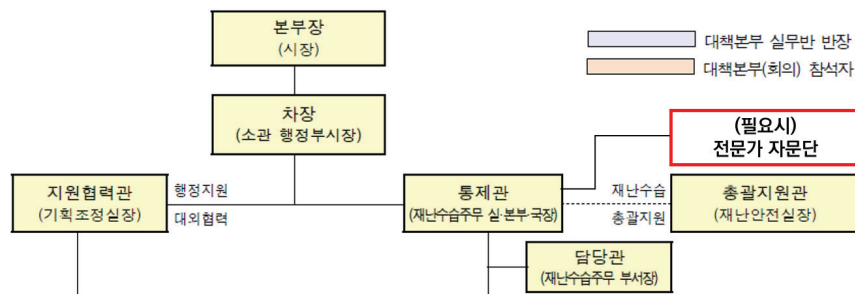 본부장
(시장)
대책본부 실무반 반장
대책본부(회의) 참석자
차장
(소관 행정부시장)
(필요시)
전문가 자문단
지원협력관
(기획조정실장)
행정지원
대외협력
통제관
(재난수습주무 실·본부·국장)
재난수습
총괄지원
총괄지원관
(재난안전실장)
담당관
(재난수습주무 부서장)